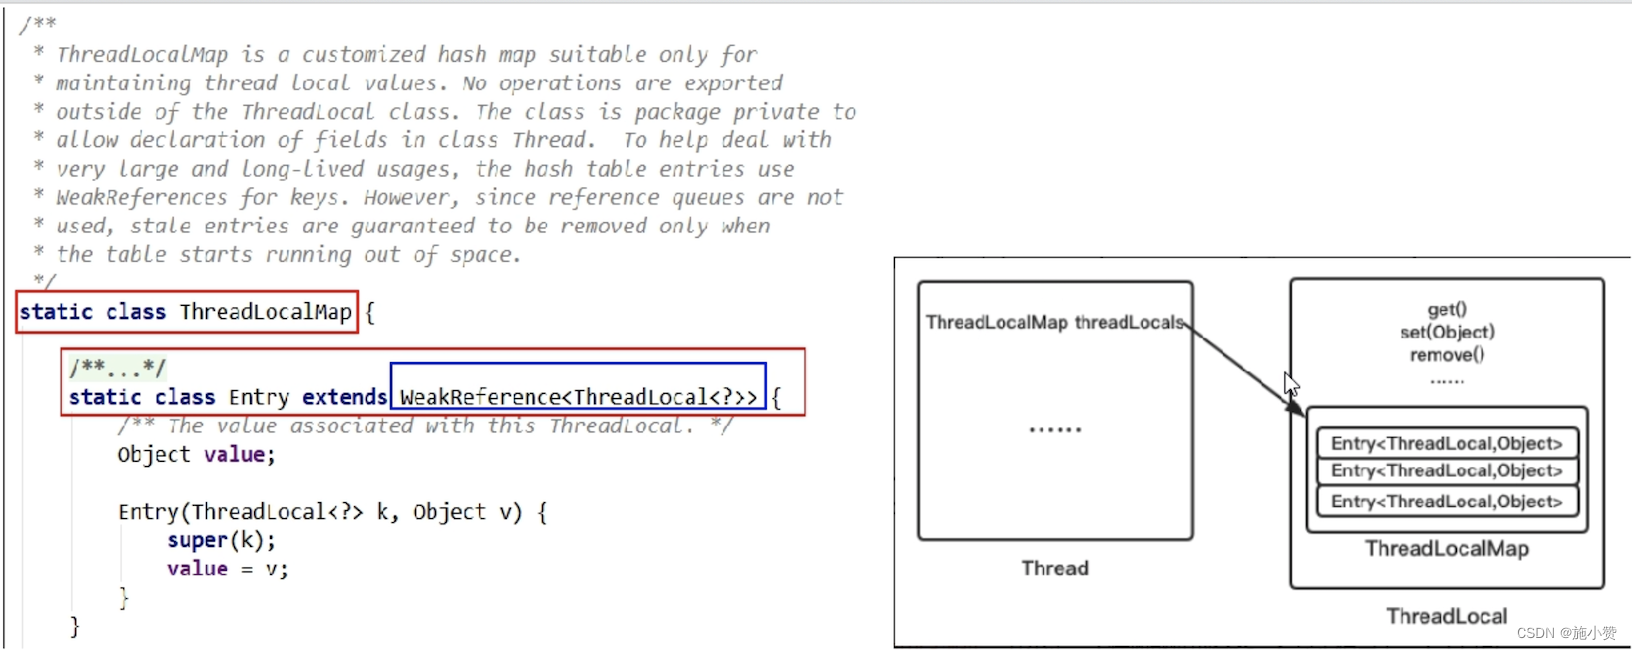 /**
* ThreadLocalMap is a customized hash map suitable only for
* maintaining thread local values. No operations are exported
* outside of the ThreadLocal class. The class is package private to
* allow declaration of fields in class Thread.  To help deal with
* very large and long-lived usages, the hash table entries use
* WeakReferences for keys. However, since reference queues are not
* used, stale entries are guaranteed to be removed only when
* the table starts running out of space.
*/
static class ThreadLocalMap {
/**...*/
static class Entry extends WeakReference<ThreadLocal<?>> {
/** The value associated with this ThreadLocal. */
Object value;
Entry(ThreadLocal<?> k, Object v) {
super(k);
value = v;
}
}
ThreadLocalMap threadLocals
......
Thread
get()
set(Object)
remove()
......
Entry<ThreadLocal,Object>
Entry<ThreadLocal,Object>
Entry<ThreadLocal,Object>
ThreadLocalMap
ThreadLocal
CSDN @施小赞